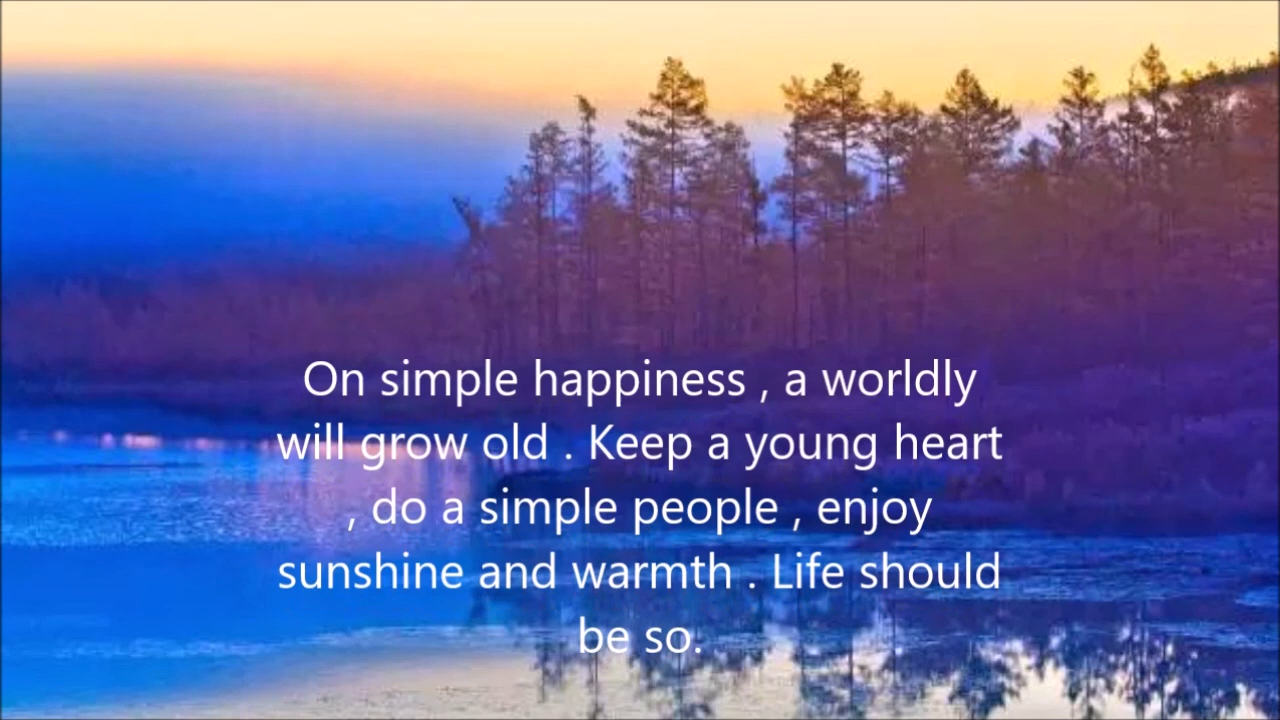 On simple happiness , a worldly
will grow old . Keep a young heart
, do a simple people , enjoy
sunshine and warmth . Life should
be so.